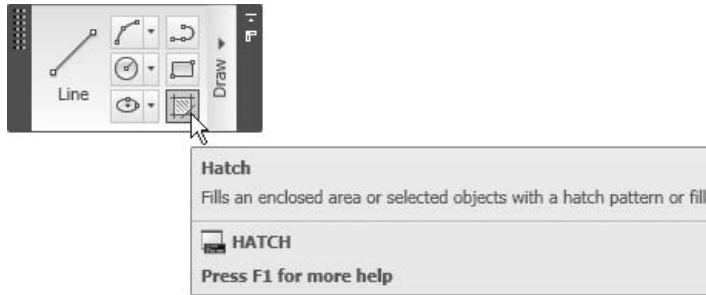 Line
Draw
Hatch
Fills an enclosed area or selected objects with a hatch pattern or fill
HATCH
Press F1 for more help